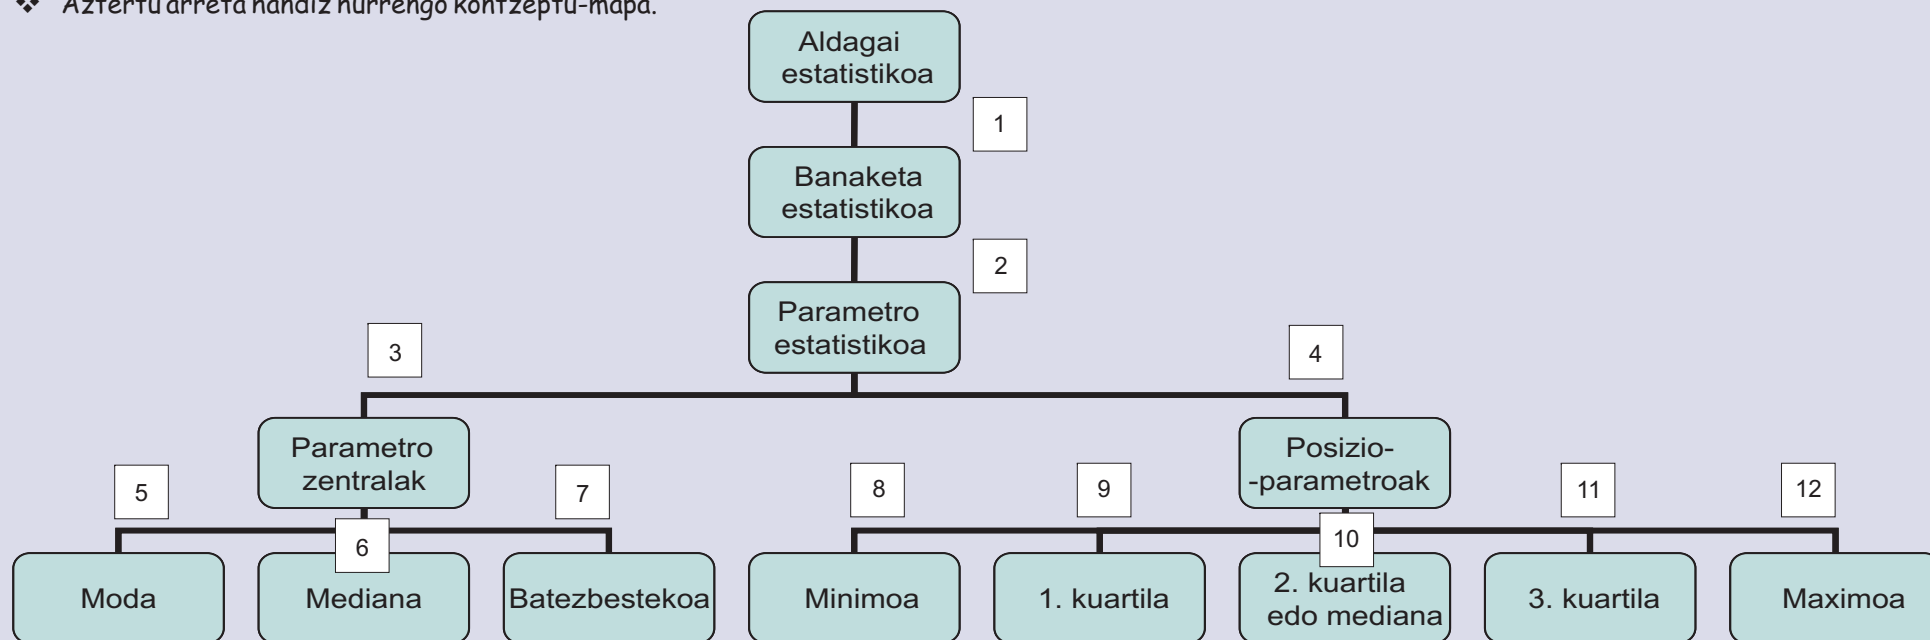 ❖ Aztertu arreta handiz hurrengo kontzeptu-mapa.
Aldagai
estatistikoa
1
Banaketa
estatistikoa
2
Parametro
estatistikoa
3
4
Parametro
zentralak
Posizio-
-parametroak
5
6
7
8
9
10
11
12
Moda
Mediana
Batezbestekoa
Minimoa
1. kuartila
2. kuartila
edo mediana
3. kuartila
Maximoa